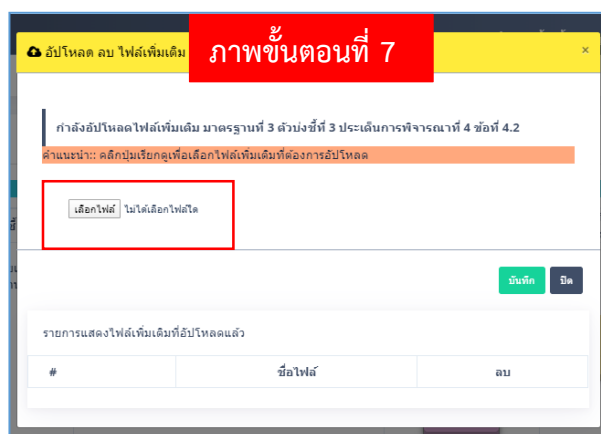 ภาพขั้นตอนที่ 7
อัปโหลด ลบ ไฟล์เพิ่มเติม
×
กำลังอัปโหลดไฟล์เพิ่มเติม มาตรฐานที่ 3 ตัวบ่งชี้ที่ 3 ประเด็นการพิจารณาที่ 4 ข้อที่ 4.2
คำแนะนำ:: คลิกปุ่มเรียกดูเพื่อเลือกไฟล์เพิ่มเติมที่ต้องการอัปโหลด
เลือกไฟล์ ไม่ได้เลือกไฟล์ใด
บันทึก ปิด
รายการแสดงไฟล์เพิ่มเติมที่อัปโหลดแล้ว
# ชื่อไฟล์ ลบ